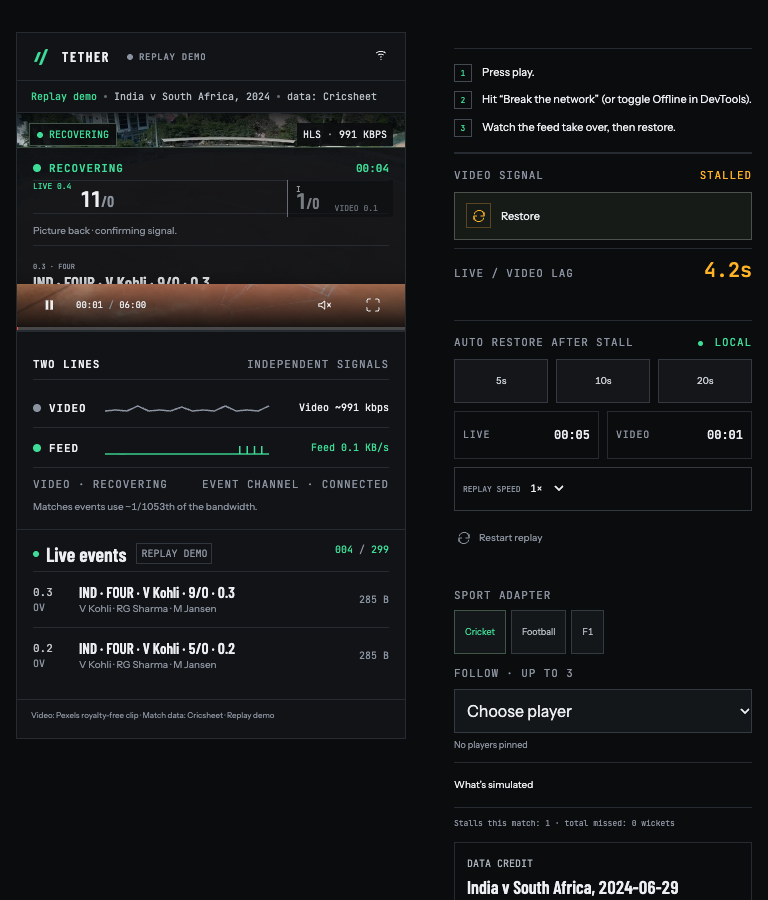 TETHER
REPLAY DEMO
Replay demo • India v South Africa, 2024 • data: Cricsheet
RECOVERING
HLS · 991 KBPS
RECOVERING
00:04
LIVE 0.4
11/0
1/0
VIDEO 0.1
Picture back · confirming signal.
0.3 · FOUR
IND · FOUR · V Kohli · 9/0 · 0.3
00:01 / 06:00
TWO LINES
INDEPENDENT SIGNALS
VIDEO
Video ~991 kbps
FEED
Feed 0.1 KB/s
VIDEO · RECOVERING
EVENT CHANNEL · CONNECTED
Matches events use ~1/1053th of the bandwidth.
Live events
REPLAY DEMO
004 / 299
0.3
OV
IND · FOUR · V Kohli · 9/0 · 0.3
V Kohli · RG Sharma · M Jansen
285 B
0.2
OV
IND · FOUR · V Kohli · 5/0 · 0.2
V Kohli · RG Sharma · M Jansen
285 B
Video: Pexels royalty-free clip · Match data: Cricsheet · Replay demo
1 Press play.
2 Hit “Break the network” (or toggle Offline in DevTools).
3 Watch the feed take over, then restore.
VIDEO SIGNAL
STALLED
Restore
LIVE / VIDEO LAG
4.2s
AUTO RESTORE AFTER STALL
LOCAL
5s
10s
20s
LIVE
00:05
VIDEO
00:01
REPLAY SPEED
1×
Restart replay
SPORT ADAPTER
Cricket
Football
F1
FOLLOW · UP TO 3
Choose player
No players pinned
What's simulated
Stalls this match: 1 · total missed: 0 wickets
DATA CREDIT
India v South Africa, 2024-06-29